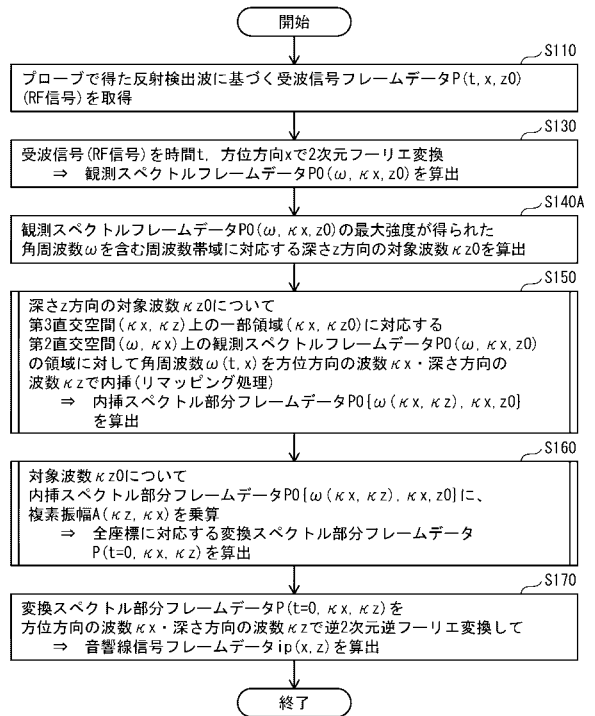 開始
S110
プローブで得た反射検出波に基づく受波信号フレームデータP(t,x,z0)
(RF信号)を取得
S130
受波信号(RF信号)を時間t, 方位方向xで2次元フーリエ変換
⇒ 観測スペクトルフレームデータP0(ω, κx,z0)を算出
S140A
観測スペクトルフレームデータP0(ω, κx,z0)の最大強度が得られた
角周波数ωを含む周波数帯域に対応する深さz方向の対象波数κz0を算出
S150
深さz方向の対象波数κz0について
第3直交空間(κx, κz)上の一部領域(κx, κz0)に対応する
第2直交空間(ω, κx)上の観測スペクトルフレームデータP0(ω, κx,z0)
の領域に対して角周波数ω(t,x)を方位方向の波数κx・深さ方向の
波数κzで内挿(リマッピング処理)
⇒ 内挿スペクトル部分フレームデータP0{ω(κx, κz), κx,z0}
を算出
S160
対象波数κz0について
内挿スペクトル部分フレームデータP0{ω(κx, κz), κx,z0}に、
複素振幅A(κz, κx)を乗算
⇒ 全座標に対応する変換スペクトル部分フレームデータ
P(t=0, κx, κz)を算出
S170
変換スペクトル部分フレームデータP(t=0, κx, κz)を
方位方向の波数κx・深さ方向の波数κzで逆2次元逆フーリエ変換して
⇒ 音響線信号フレームデータip(x,z)を算出
終了